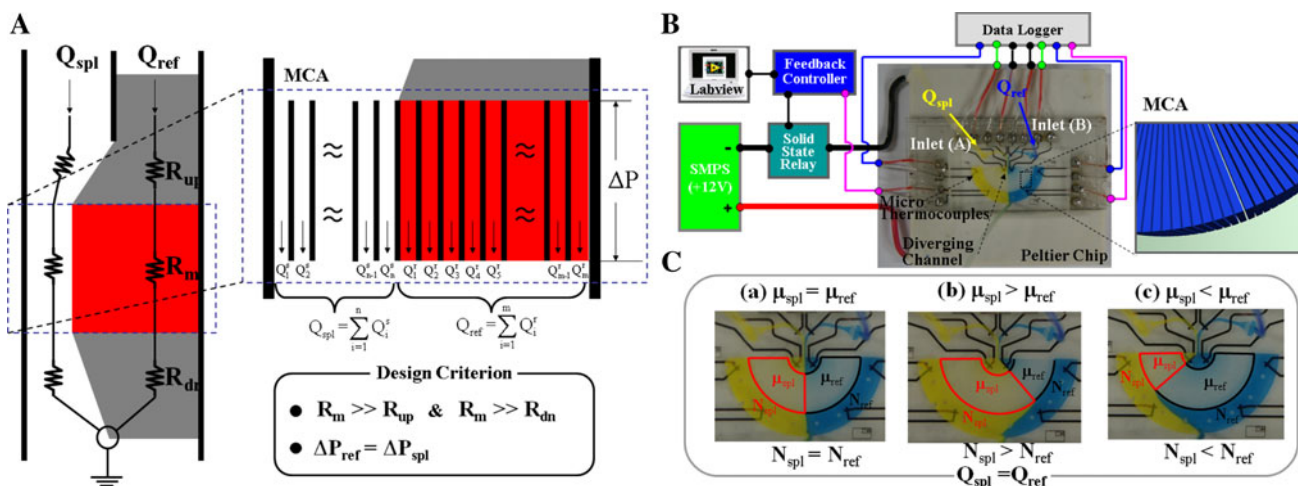 A
Q_spl
Q_ref
R_up
R_m
R_dn
MCA
≈ ≈
≈ ≈
ΔP
Q_1^s Q_2^s Q_n-1^s Q_n^s Q_1^r Q_2^r Q_3^r Q_4^r Q_5^r Q_m-1^r Q_m^r
Q_spl = ∑_{i=1}^{n} Q_i^s
Q_ref = ∑_{i=1}^{m} Q_i^r
Design Criterion
● R_m >> R_up & R_m >> R_dn
● ΔP_ref = ΔP_spl
B
Data Logger
Labview
Feedback Controller
Solid State Relay
SMPS (+12V)
-
+
Q_spl
Q_ref
Inlet (A)
Inlet (B)
Micro Thermocouples
Diverging Channel
Peltier Chip
MCA
C
(a) μ_spl = μ_ref
(b) μ_spl > μ_ref
(c) μ_spl < μ_ref
μ_spl
μ_ref
N_spl
N_ref
μ_spl
μ_ref
N_spl
N_ref
μ_spl
μ_ref
N_spl
N_ref
N_spl = N_ref
N_spl > N_ref
N_spl < N_ref
Q_spl = Q_ref